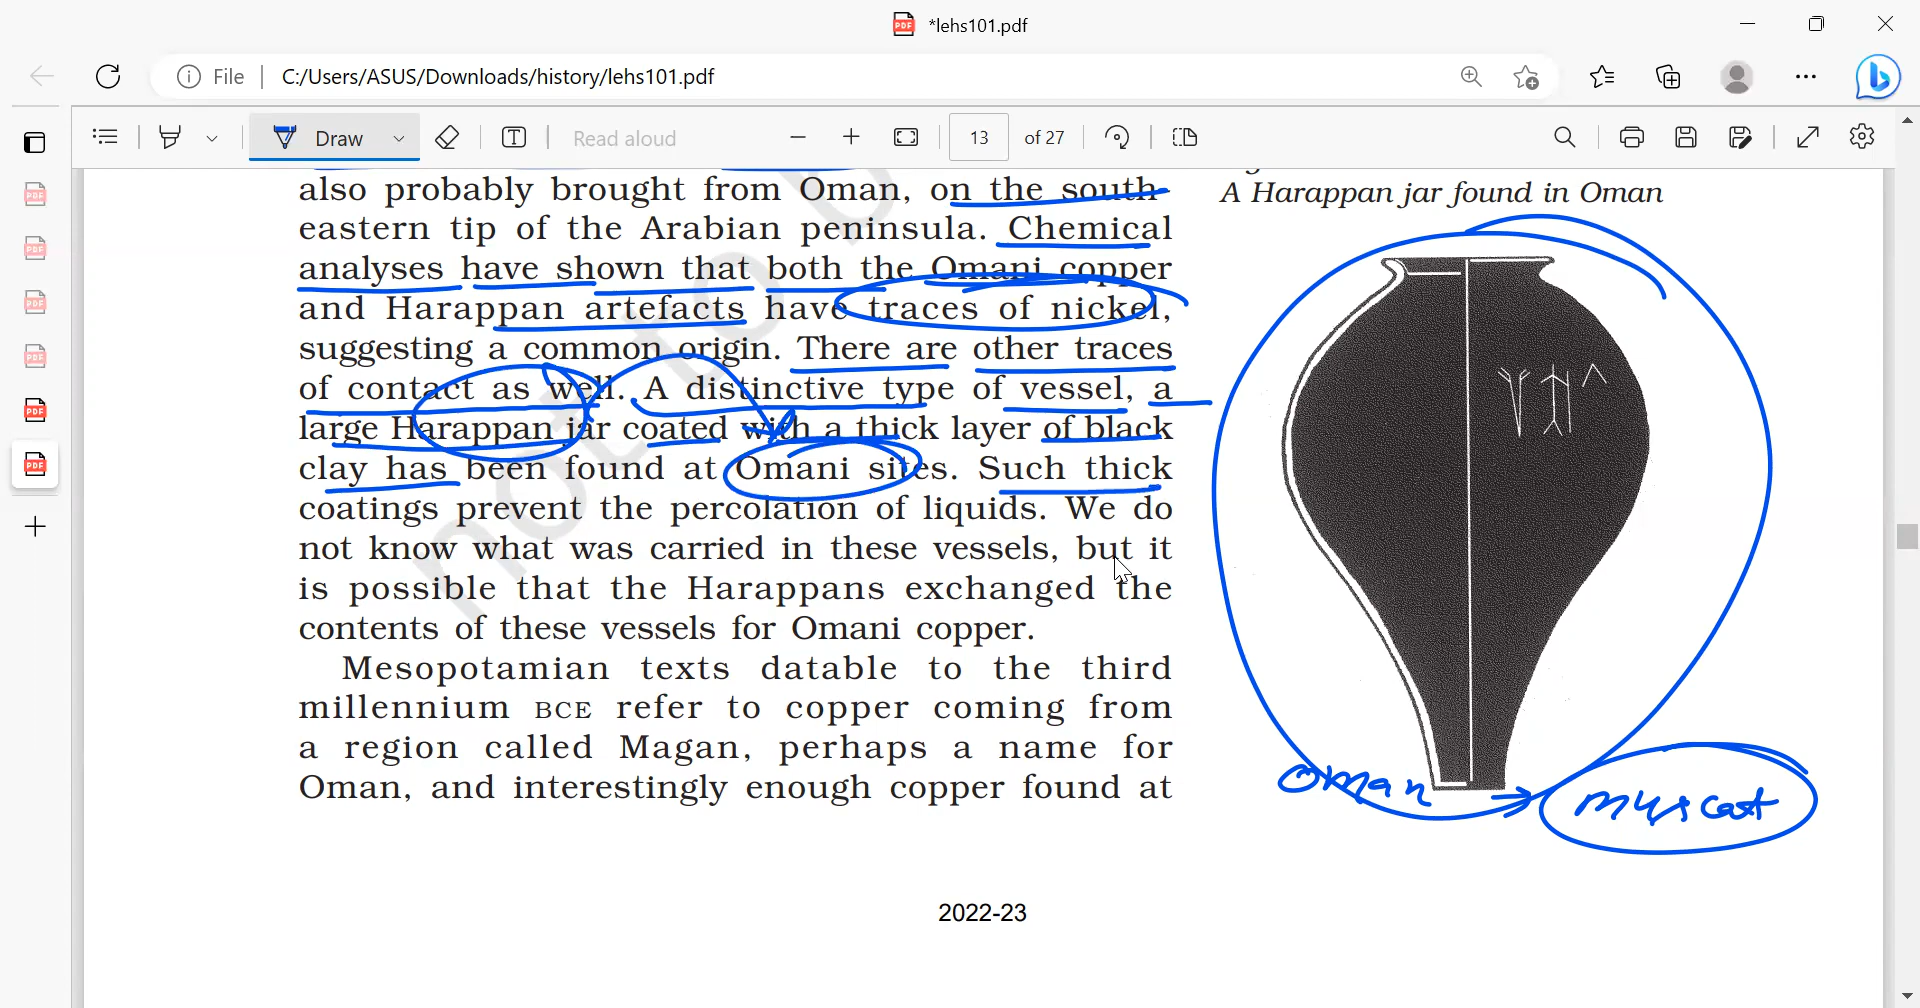 *lehs101.pdf
File
C:/Users/ASUS/Downloads/history/lehs101.pdf
Draw
Read aloud
13
of 27
also probably brought from Oman, on the south-
eastern tip of the Arabian peninsula. Chemical
analyses have shown that both the Omani copper
and Harappan artefacts have traces of nickel,
suggesting a common origin. There are other traces
of contact as well. A distinctive type of vessel, a
large Harappan jar coated with a thick layer of black
clay has been found at Omani sites. Such thick
coatings prevent the percolation of liquids. We do
not know what was carried in these vessels, but it
is possible that the Harappans exchanged the
contents of these vessels for Omani copper.
Mesopotamian texts datable to the third
millennium BCE refer to copper coming from
a region called Magan, perhaps a name for
Oman, and interestingly enough copper found at
A Harappan jar found in Oman
Oman → muscat
2022-23
not to b